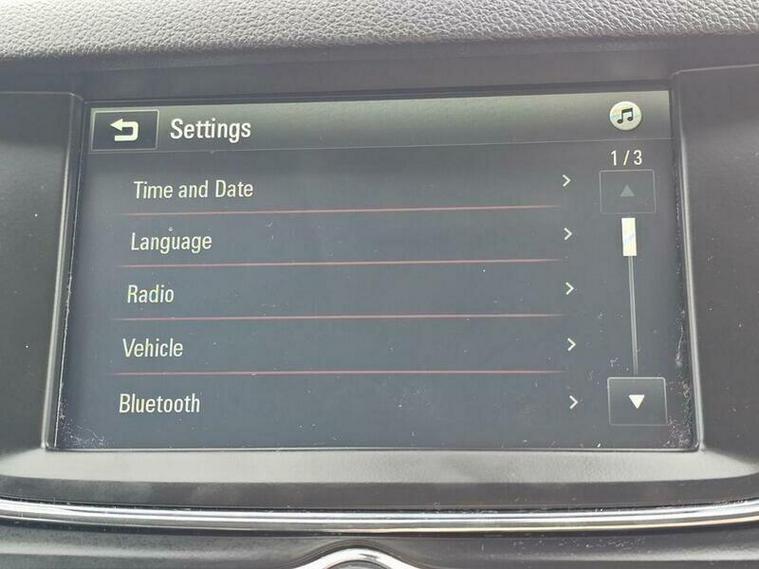 Settings
1/3
Time and Date
Language
Radio
Vehicle
Bluetooth